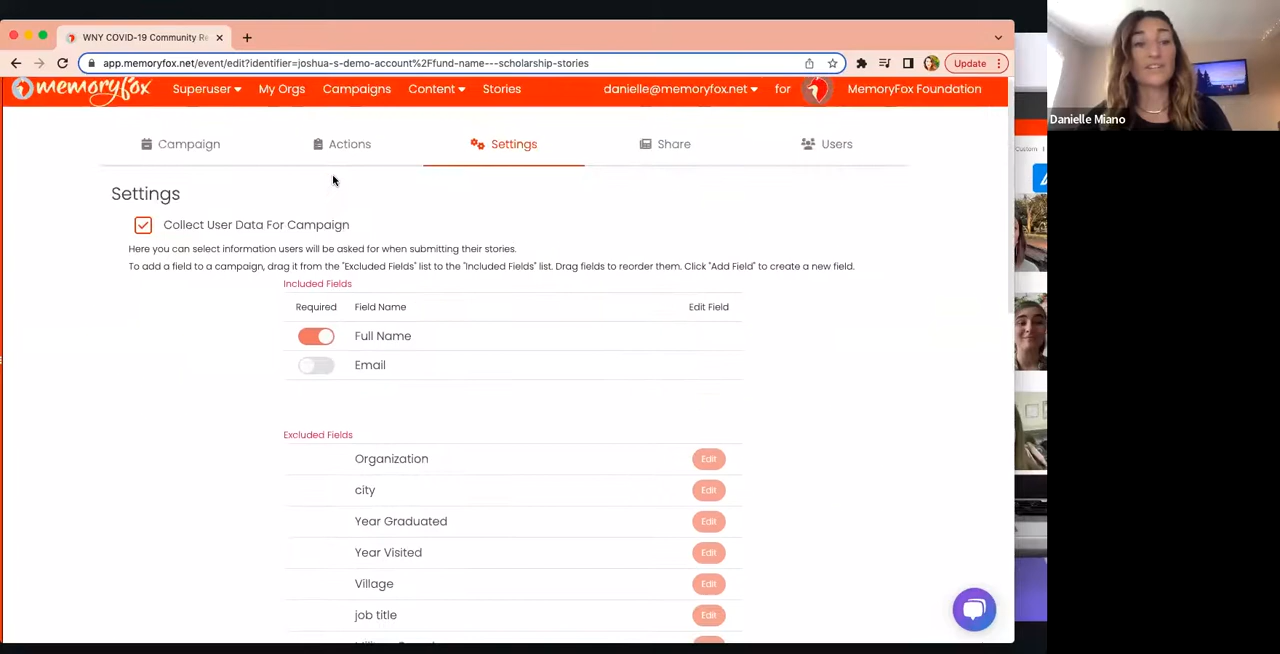 WNY COVID-19 Community Re
Update
app.memoryfox.net/event/edit?identifier=joshua-s-demo-account%2Ffund-name---scholarship-stories
memoryfox
Superuser
My Orgs
Campaigns
Content
Stories
danielle@memoryfox.net
for
MemoryFox Foundation
Danielle Miano
Campaign
Actions
Settings
Share
Users
Custom
Settings
Collect User Data For Campaign
Here you can select information users will be asked for when submitting their stories.
To add a field to a campaign, drag it from the "Excluded Fields" list to the "Included Fields" list. Drag fields to reorder them. Click "Add Field" to create a new field.
Included Fields
Required Field Name Edit Field
Full Name
Email
Excluded Fields
Organization Edit
city Edit
Year Graduated Edit
Year Visited Edit
Village Edit
job title Edit